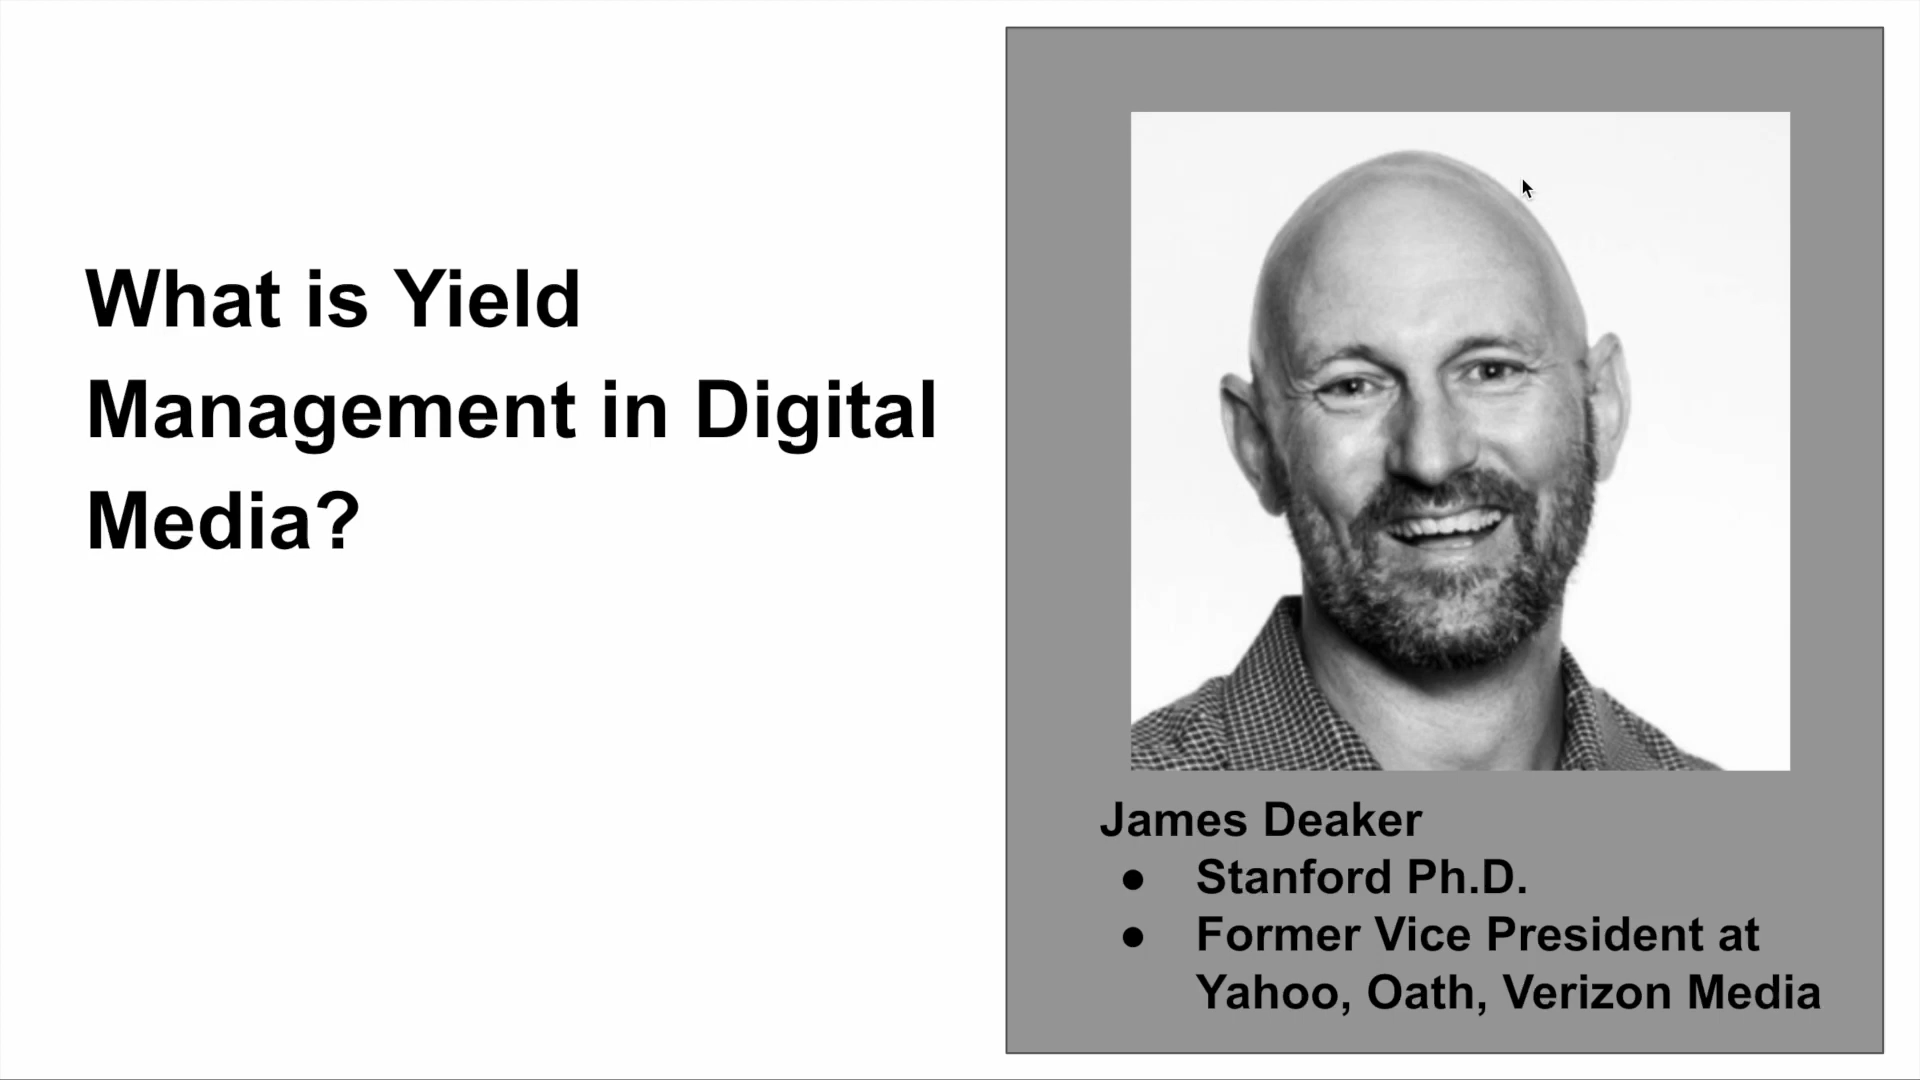 What is Yield
Management in Digital
Media?
James Deaker
● Stanford Ph.D.
● Former Vice President at
Yahoo, Oath, Verizon Media